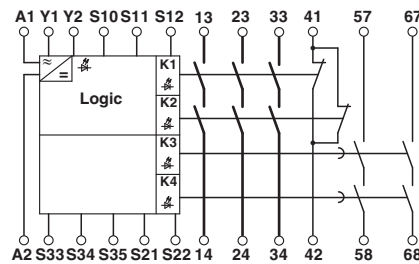 A1 Y1 Y2 S10 S11 S12 13 23 33 41 57 67
≈
=
Logic
K1
K2
K3
K4
A2 S33 S34 S35 S21 S22 14 24 34 42 58 68